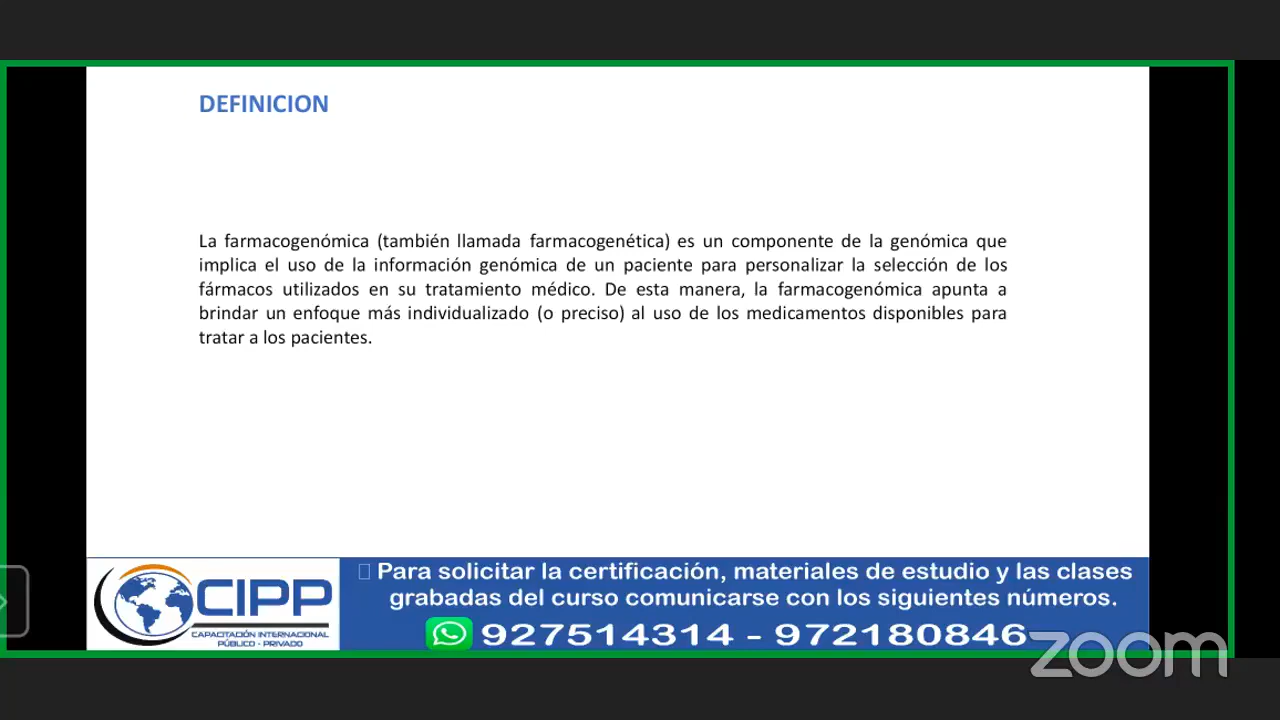 DEFINICION
La farmacogenómica (también llamada farmacogenética) es un componente de la genómica que
implica el uso de la información genómica de un paciente para personalizar la selección de los
fármacos utilizados en su tratamiento médico. De esta manera, la farmacogenómica apunta a
brindar un enfoque más individualizado (o preciso) al uso de los medicamentos disponibles para
tratar a los pacientes.
CIPP
CAPACITACIÓN INTERNACIONAL
PÚBLICO - PRIVADO
Para solicitar la certificación, materiales de estudio y las clases
grabadas del curso comunicarse con los siguientes números.
927514314 - 972180846
zoom